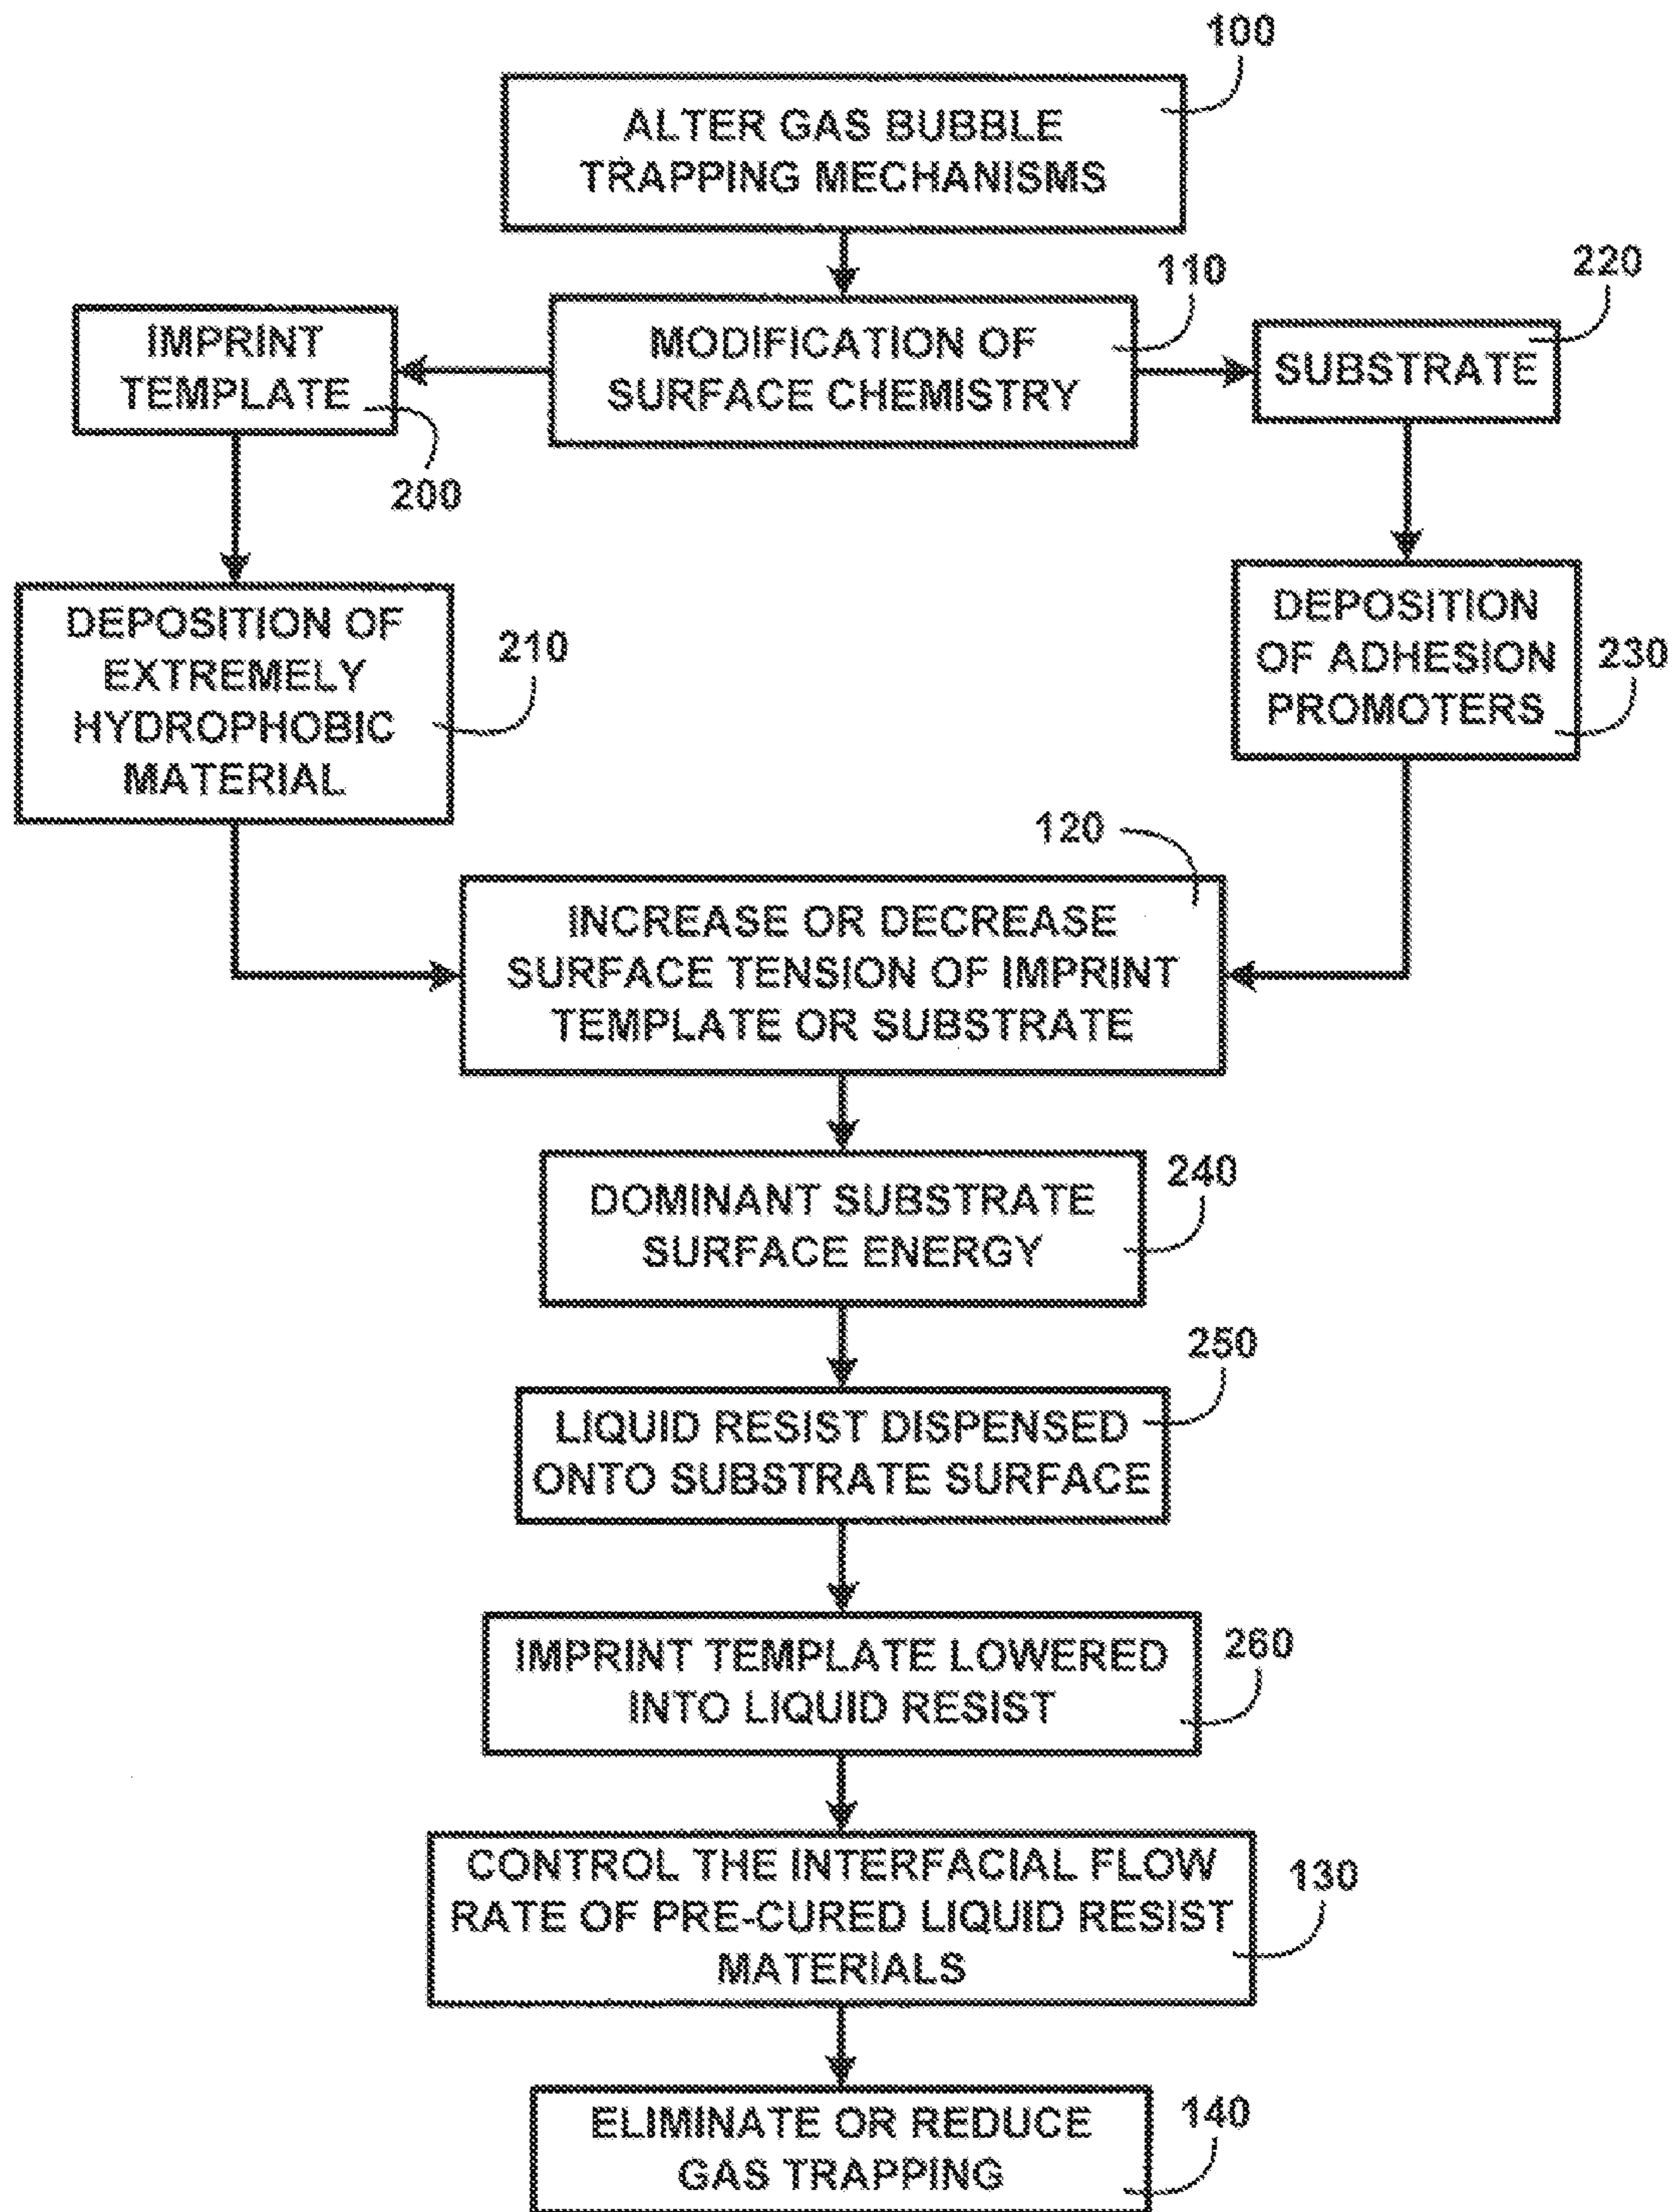 100
ALTER GAS BUBBLE
TRAPPING MECHANISMS
110
MODIFICATION OF
SURFACE CHEMISTRY
IMPRINT
TEMPLATE
200
220
SUBSTRATE
DEPOSITION OF
EXTREMELY
HYDROPHOBIC
MATERIAL
210
DEPOSITION
OF ADHESION
PROMOTERS
230
120
INCREASE OR DECREASE
SURFACE TENSION OF IMPRINT
TEMPLATE OR SUBSTRATE
240
DOMINANT SUBSTRATE
SURFACE ENERGY
250
LIQUID RESIST DISPENSED
ONTO SUBSTRATE SURFACE
260
IMPRINT TEMPLATE LOWERED
INTO LIQUID RESIST
CONTROL THE INTERFACIAL FLOW
RATE OF PRE-CURED LIQUID RESIST
MATERIALS
130
ELIMINATE OR REDUCE
GAS TRAPPING
140